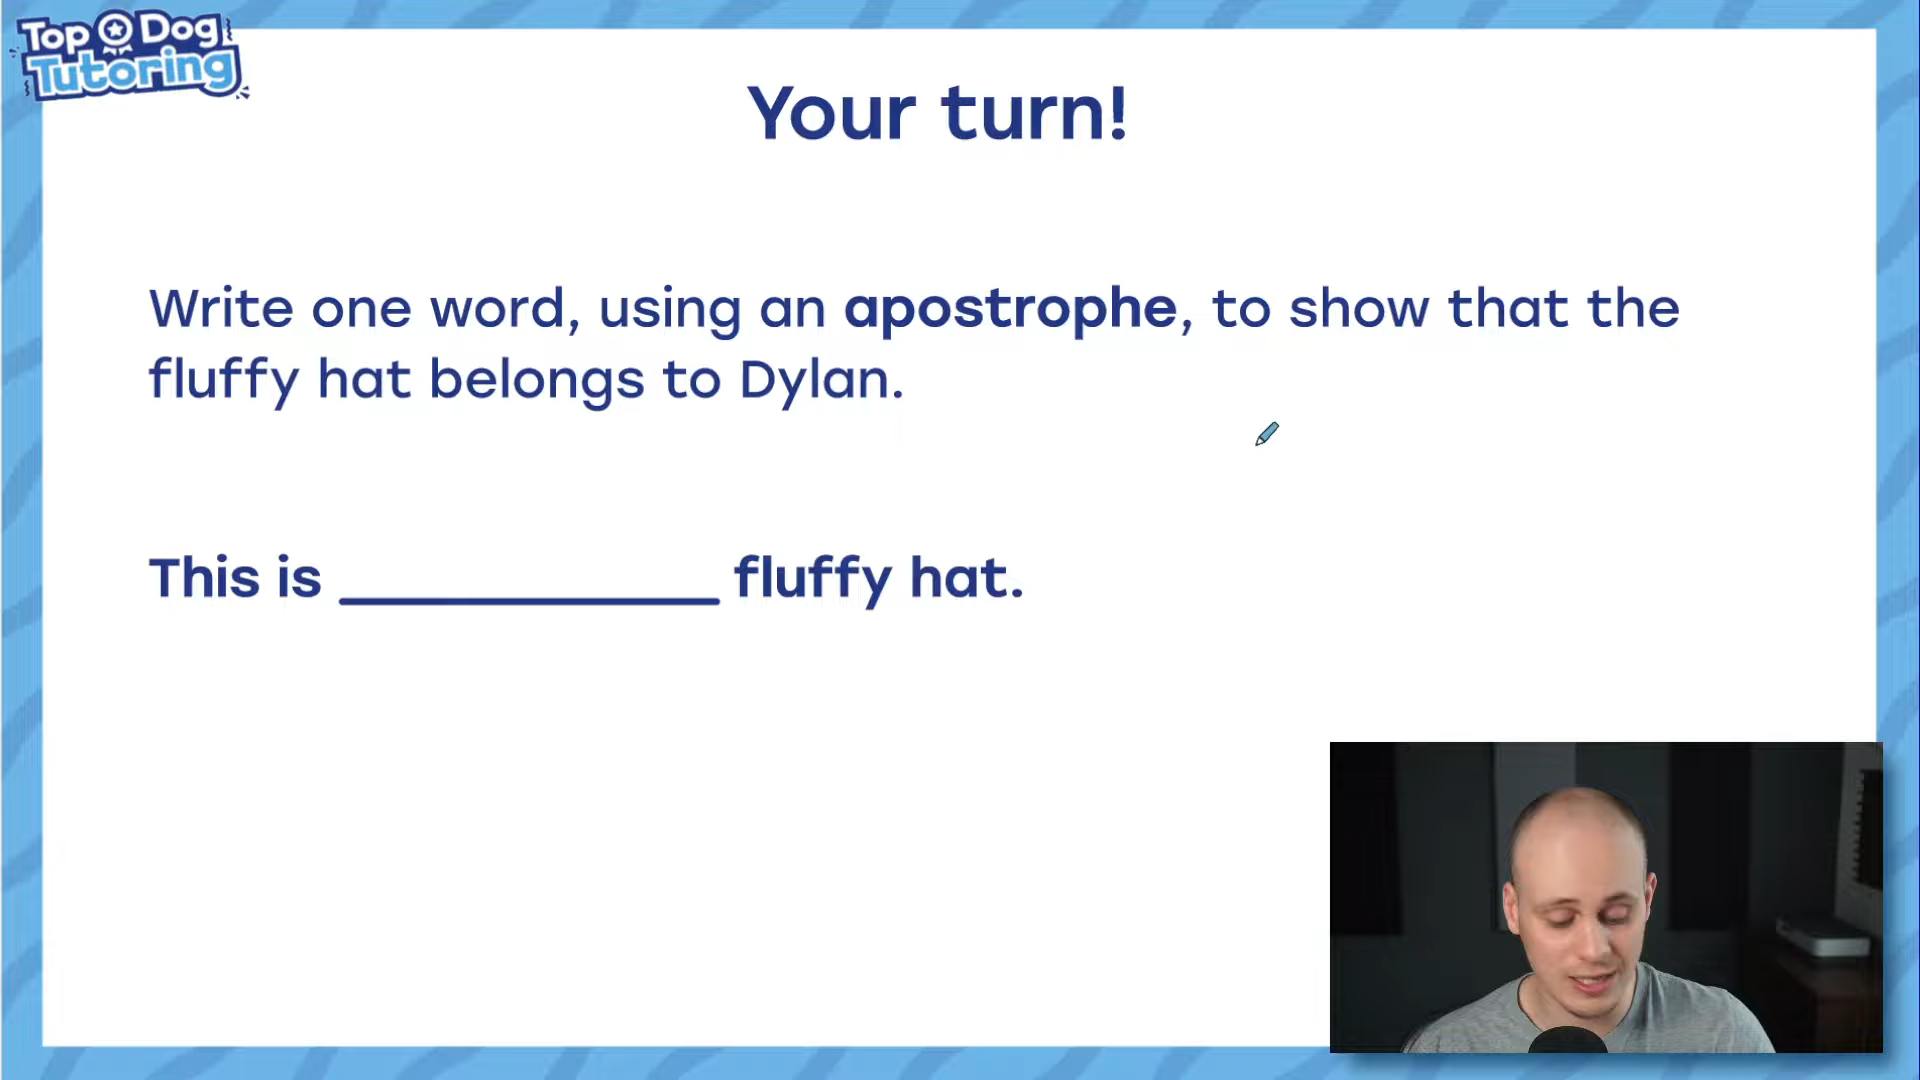 Top Dog
Tutoring
Your turn!
Write one word, using an apostrophe, to show that the
fluffy hat belongs to Dylan.
This is ____________ fluffy hat.